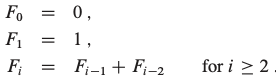 F₀ = 0 ,
F₁ = 1 ,
Fᵢ = Fᵢ₋₁ + Fᵢ₋₂ for i ≥ 2